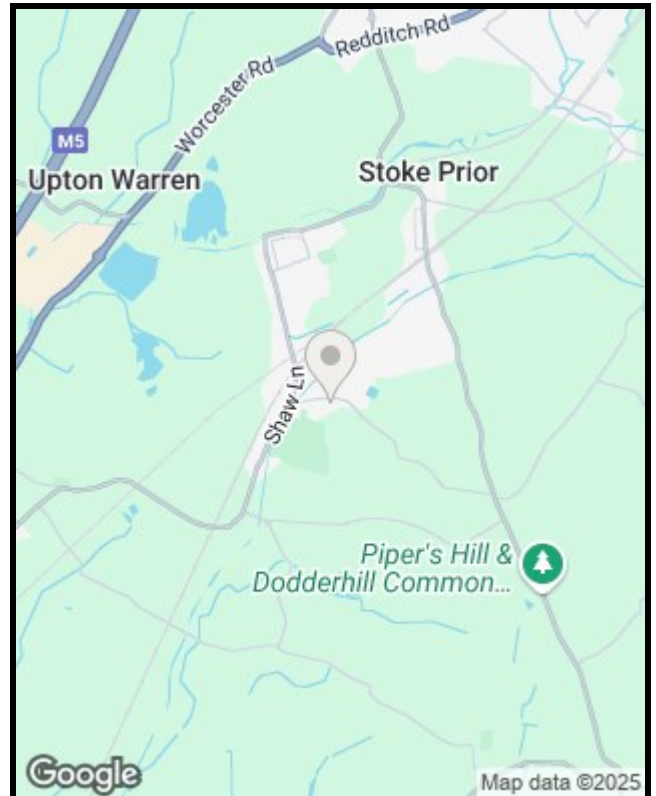 Redditch Rd
Worcester Rd
M5
Upton Warren
Stoke Prior
Shaw Ln
Piper's Hill &
Dodderhill Common...
Google
Map data ©2025